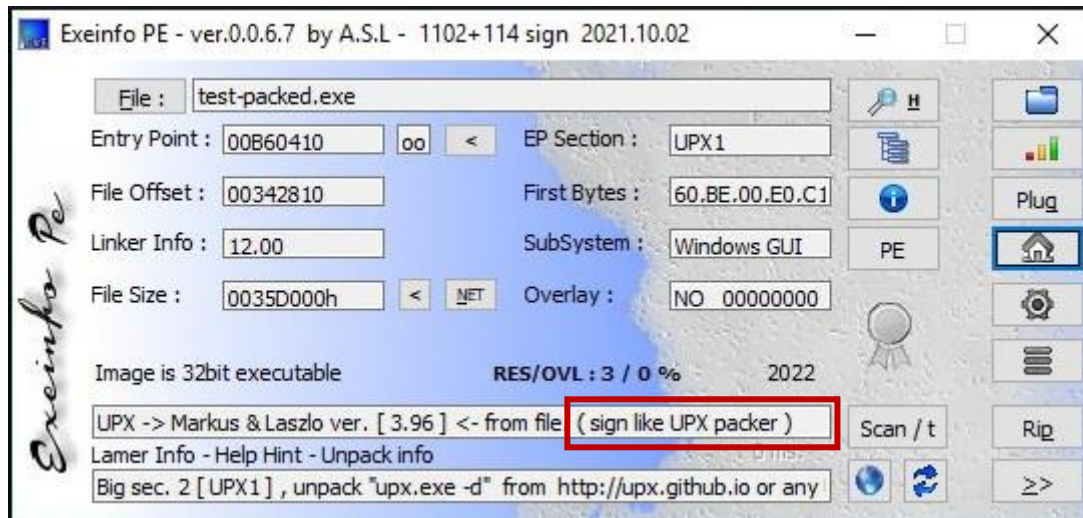 Exeinfo PE - ver.0.0.6.7 by A.S.L - 1102+114 sign 2021.10.02
File : test-packed.exe H
Entry Point : 00B60410 oo < EP Section : UPX1
File Offset : 00342810 First Bytes : 60.BE.00.E0.C1 Plug
Linker Info : 12.00 SubSystem : Windows GUI PE
File Size : 0035D000h < NET Overlay : NO 00000000
Exeinfo Pe
Image is 32bit executable RES/OVL : 3 / 0 % 2022
UPX -> Markus & Laszlo ver. [ 3.96 ] <- from file ( sign like UPX packer ) Scan / t Rip
Lamer Info - Help Hint - Unpack info
Big sec. 2 [ UPX1 ] , unpack "upx.exe -d" from http://upx.github.io or any >>